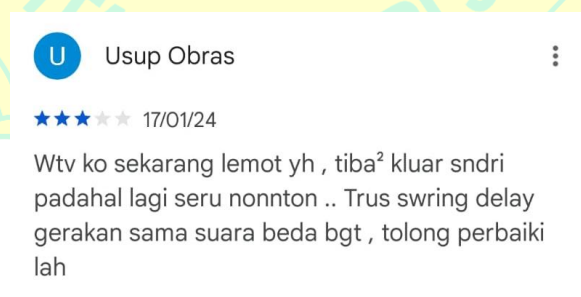 U
Usup Obras
17/01/24
Wtv ko sekarang lemot yh , tiba² kluar sndri
padahal lagi seru nonnton .. Trus swring delay
gerakan sama suara beda bgt , tolong perbaiki
lah